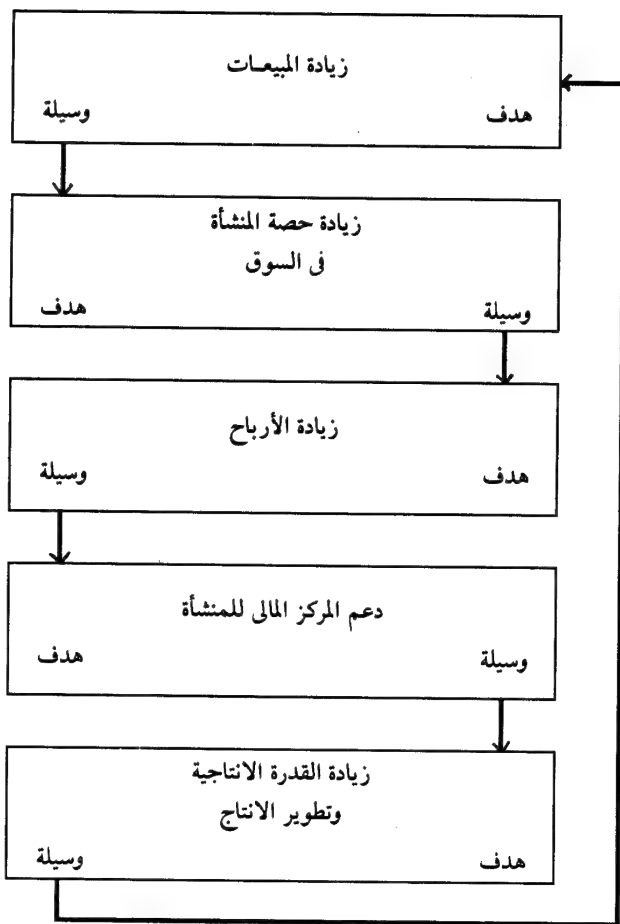 زيادة المبيعـات
هدف
وسيلة
زيادة حصة المنشأة
فى السوق
وسيلة
هدف
زيادة الأرباح
هدف
وسيلة
دعم المركز المالى للمنشأة
وسيلة
هدف
زيادة القدرة الانتاجية
وتطوير الانتاج
هدف
وسيلة